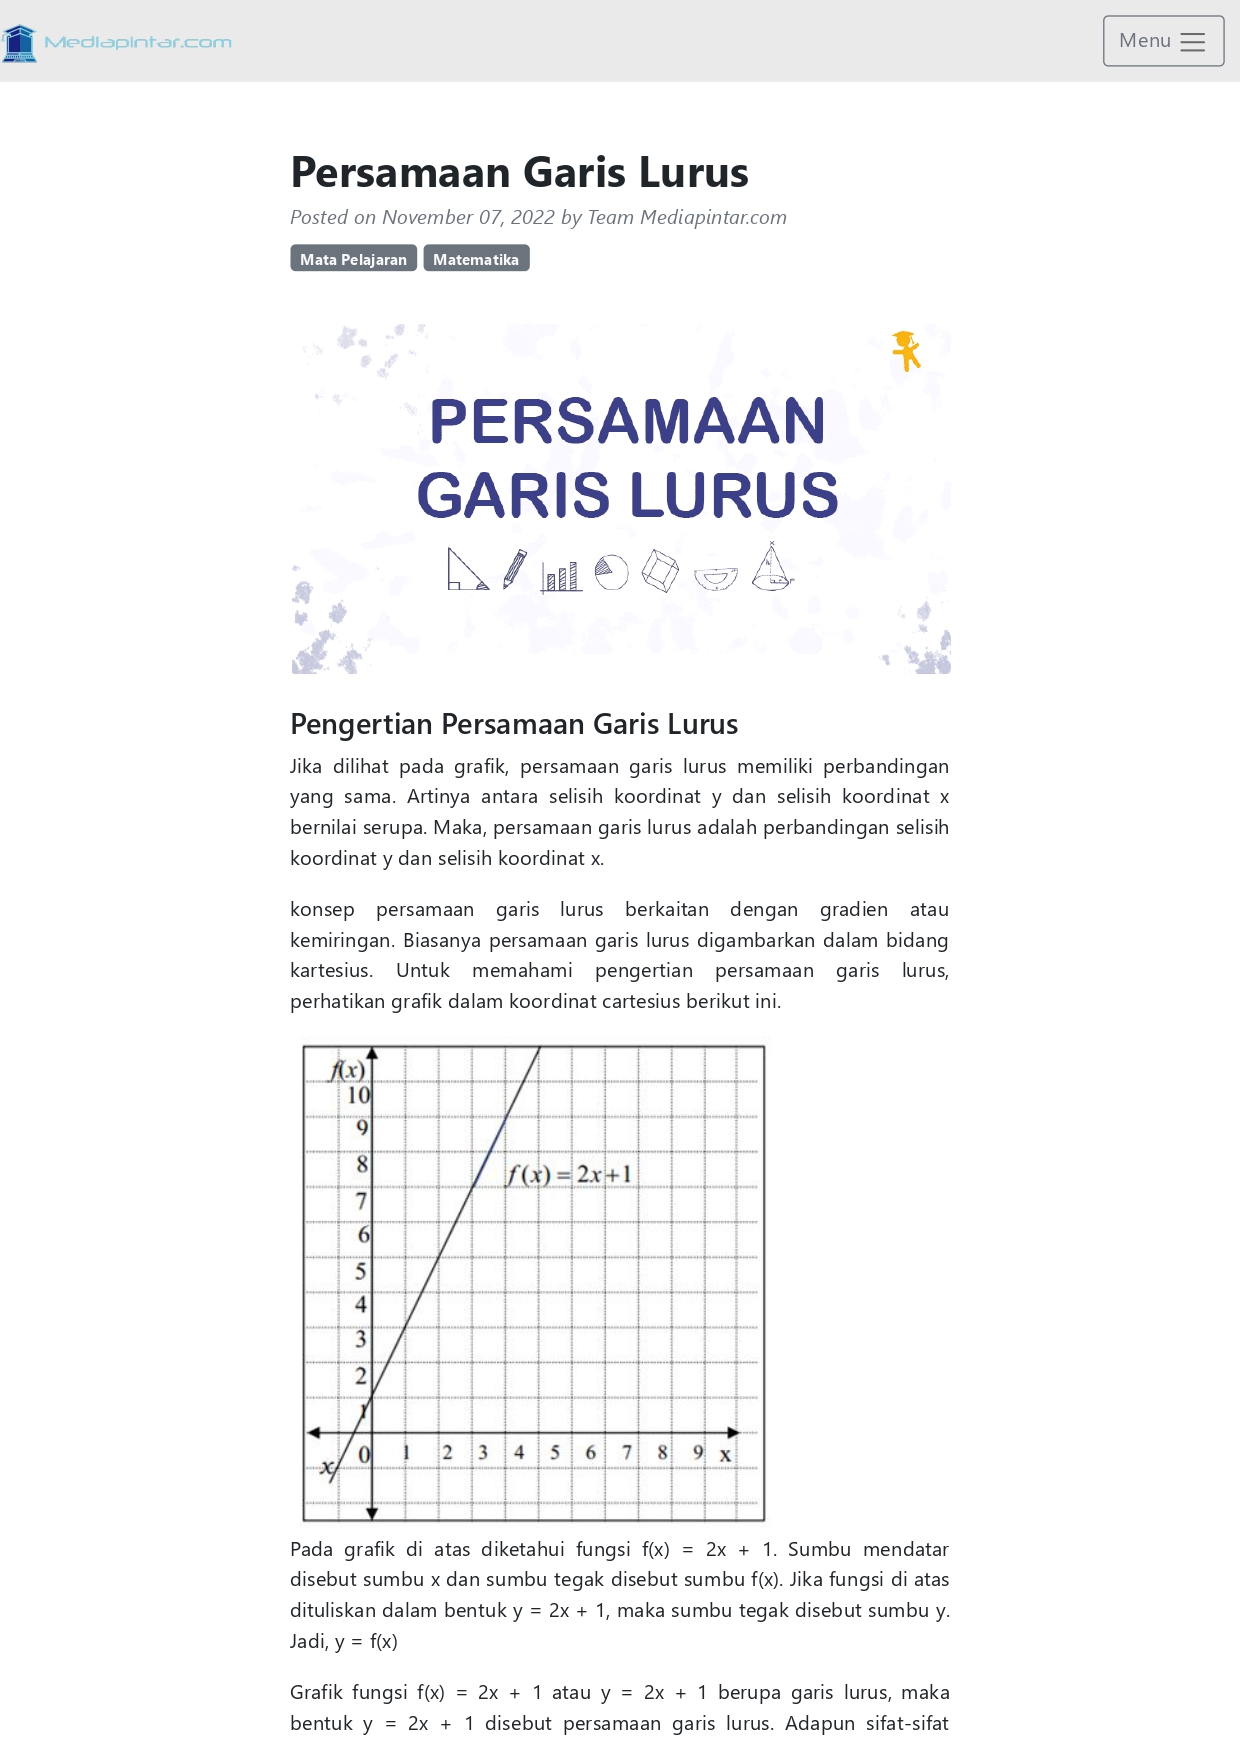 Mediapintar.com
Menu
Persamaan Garis Lurus
Posted on November 07, 2022 by Team Mediapintar.com
Mata Pelajaran Matematika
PERSAMAAN
GARIS LURUS
Pengertian Persamaan Garis Lurus
Jika dilihat pada grafik, persamaan garis lurus memiliki perbandingan
yang sama. Artinya antara selisih koordinat y dan selisih koordinat x
bernilai serupa. Maka, persamaan garis lurus adalah perbandingan selisih
koordinat y dan selisih koordinat x.
konsep persamaan garis lurus berkaitan dengan gradien atau
kemiringan. Biasanya persamaan garis lurus digambarkan dalam bidang
kartesius. Untuk memahami pengertian persamaan garis lurus,
perhatikan grafik dalam koordinat cartesius berikut ini.
f(x)
10
9
8
f(x) = 2x+1
7
6
5
4
3
2
1
0 1 2 3 4 5 6 7 8 9 x
x
Pada grafik di atas diketahui fungsi f(x) = 2x + 1. Sumbu mendatar
disebut sumbu x dan sumbu tegak disebut sumbu f(x). Jika fungsi di atas
dituliskan dalam bentuk y = 2x + 1, maka sumbu tegak disebut sumbu y.
Jadi, y = f(x)
Grafik fungsi f(x) = 2x + 1 atau y = 2x + 1 berupa garis lurus, maka
bentuk y = 2x + 1 disebut persamaan garis lurus. Adapun sifat-sifat